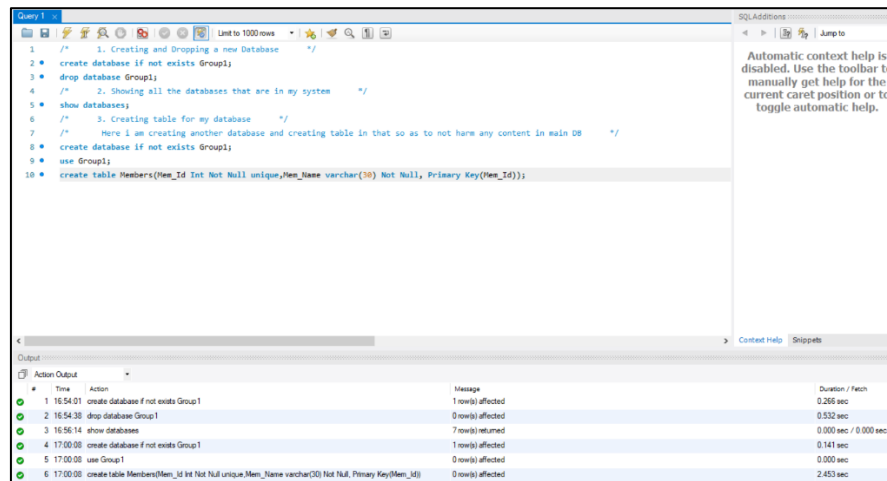 Query 1
Limit to 1000 rows
1 /* 1. Creating and Dropping a new Database */
2 create database if not exists Group1;
3 drop database Group1;
4 /* 2. Showing all the databases that are in my system */
5 show databases;
6 /* 3. Creating table for my database */
7 /* Here i am creating another database and creating table in that so as to not harm any content in main DB */
8 create database if not exists Group1;
9 use Group1;
10 create table Members(Mem_Id Int Not Null unique,Mem_Name varchar(30) Not Null, Primary Key(Mem_Id));
SQLAdditions
Jump to
Automatic context help is
disabled. Use the toolbar to
manually get help for the
current caret position or to
toggle automatic help.
Context Help Snippets
Output
Action Output
# Time Action Message Duration / Fetch
1 16:54:01 create database if not exists Group1 1 row(s) affected 0.266 sec
2 16:54:38 drop database Group1 0 row(s) affected 0.532 sec
3 16:56:14 show databases 7 row(s) returned 0.000 sec / 0.000 sec
4 17:00:08 create database if not exists Group1 1 row(s) affected 0.141 sec
5 17:00:08 use Group1 0 row(s) affected 0.000 sec
6 17:00:08 create table Members(Mem_Id Int Not Null unique,Mem_Name varchar(30) Not Null, Primary Key(Mem_Id)) 0 row(s) affected 2.453 sec